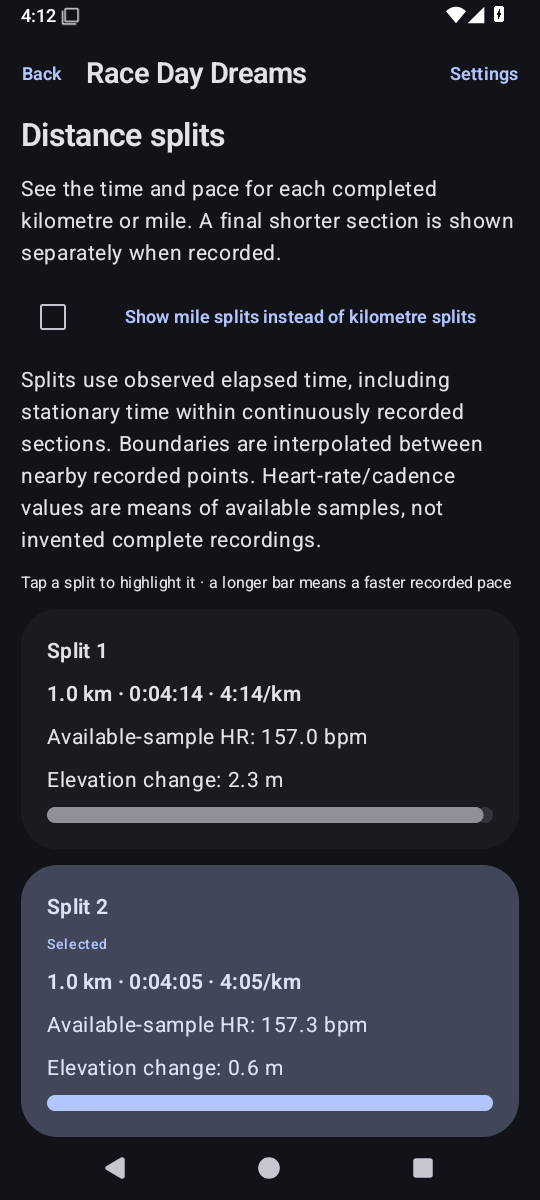 4:12
Back Race Day Dreams Settings
Distance splits
See the time and pace for each completed
kilometre or mile. A final shorter section is shown
separately when recorded.
Show mile splits instead of kilometre splits
Splits use observed elapsed time, including
stationary time within continuously recorded
sections. Boundaries are interpolated between
nearby recorded points. Heart-rate/cadence
values are means of available samples, not
invented complete recordings.
Tap a split to highlight it · a longer bar means a faster recorded pace
Split 1
1.0 km · 0:04:14 · 4:14/km
Available-sample HR: 157.0 bpm
Elevation change: 2.3 m
Split 2
Selected
1.0 km · 0:04:05 · 4:05/km
Available-sample HR: 157.3 bpm
Elevation change: 0.6 m